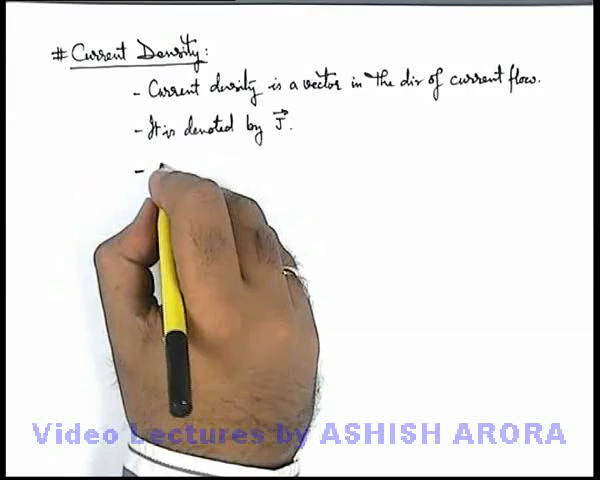 # Current Density:
- Current density is a vector in the dir of current flow.
- It is denoted by J⃗.
-
Video Lectures by ASHISH ARORA